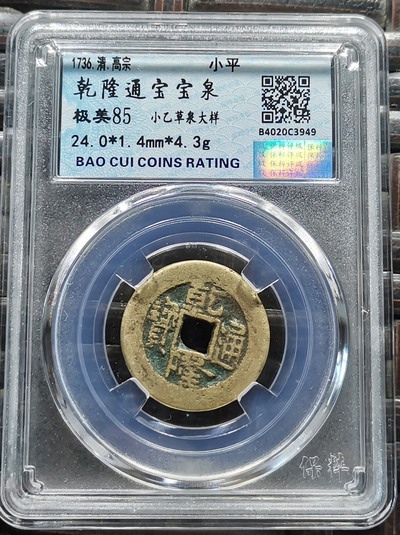 1736.清.高宗 小平
乾隆通宝宝泉
极美85 小乙草泉大样
24.0*1.4mm*4.3g
B4020C3949
BAO CUI COINS RATING
乾隆通寶
保粹